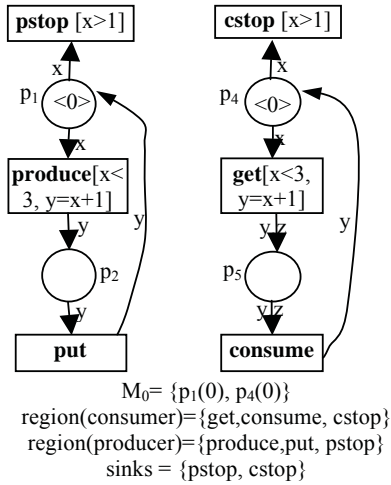 pstop [x>1]
cstop [x>1]
x
x
p1
<0>
p4
<0>
x
x
produce[x<
3, y=x+1]
get[x<3,
y=x+1]
y
y
y,z
y
p2
p5
y
y,z
put
consume
M0= {p1(0), p4(0)}
region(consumer)={get,consume, cstop}
region(producer)={produce,put, pstop}
sinks = {pstop, cstop}